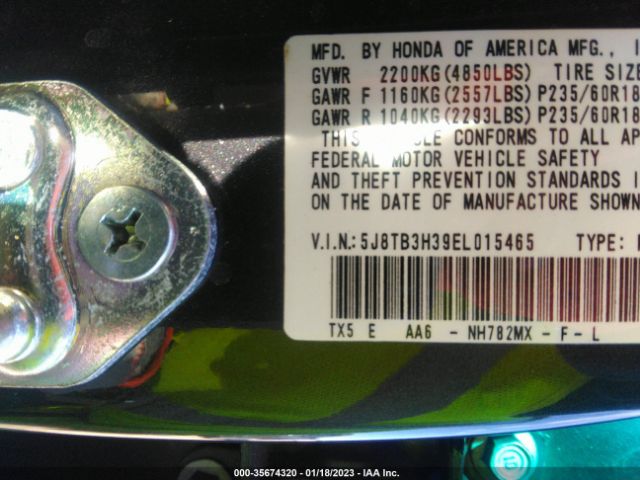 MFD. BY HONDA OF AMERICA MFG., I
GVWR 2200KG(4850LBS) TIRE SIZE
GAWR F 1160KG(2557LBS) P235/60R18
GAWR R 1040KG(2293LBS) P235/60R18
THIS VEHICLE CONFORMS TO ALL AP
FEDERAL MOTOR VEHICLE SAFETY
AND THEFT PREVENTION STANDARDS I
ON THE DATE OF MANUFACTURE SHOWN
V.I.N.: 5J8TB3H39EL015465 TYPE:
TX5 E AA6 - NH782MX - F - L
000-35674320 - 01/18/2023 - IAA Inc.